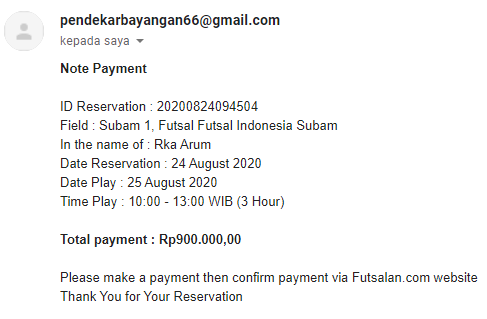 pendekarbayangan66@gmail.com
kepada saya
Note Payment
ID Reservation : 20200824094504
Field : Subam 1, Futsal Futsal Indonesia Subam
In the name of : Rka Arum
Date Reservation : 24 August 2020
Date Play : 25 August 2020
Time Play : 10:00 - 13:00 WIB (3 Hour)
Total payment : Rp900.000,00
Please make a payment then confirm payment via Futsalan.com website
Thank You for Your Reservation